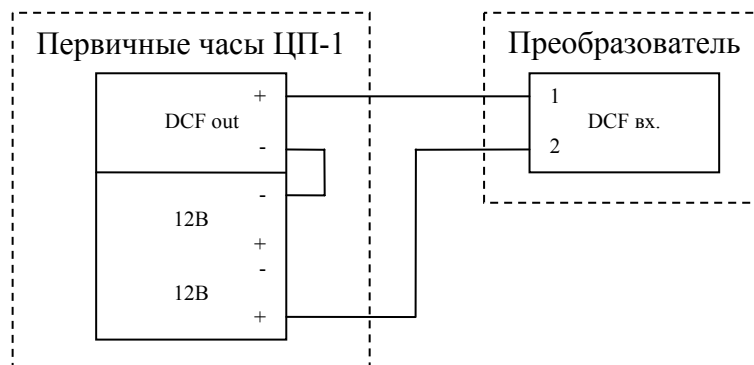 Первичные часы ЦП-1
Преобразователь
+
DCF out
-
-
12В
+
-
12В
+
1
DCF вх.
2